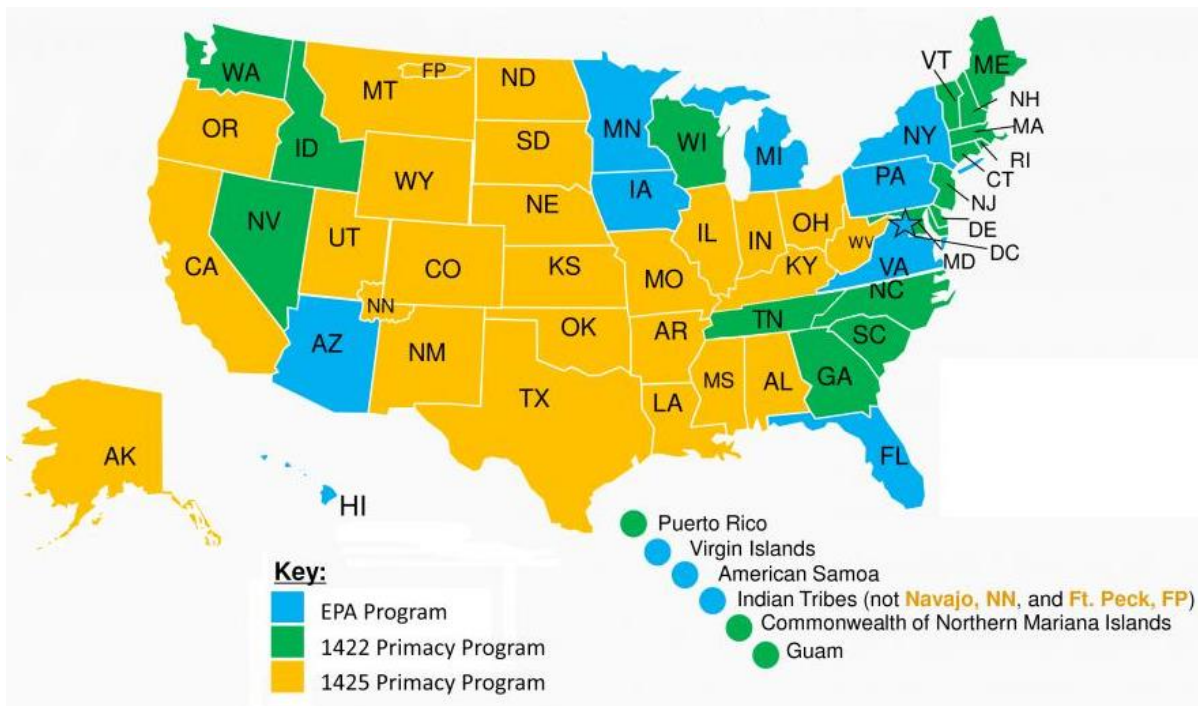 WA
MT
FP
ND
MN
WI
MI
NY
VT
ME
NH
MA
RI
CT
NJ
DE
DC
MD
OR
ID
SD
WY
IA
PA
NV
NE
UT
CO
KS
IL
IN
OH
WV
VA
CA
MO
KY
NC
NN
AZ
NM
OK
AR
TN
SC
TX
LA
MS
AL
GA
FL
AK
HI
Puerto Rico
Virgin Islands
American Samoa
Indian Tribes (not Navajo, NN, and Ft. Peck, FP)
Commonwealth of Northern Mariana Islands
Guam
Key:
EPA Program
1422 Primacy Program
1425 Primacy Program